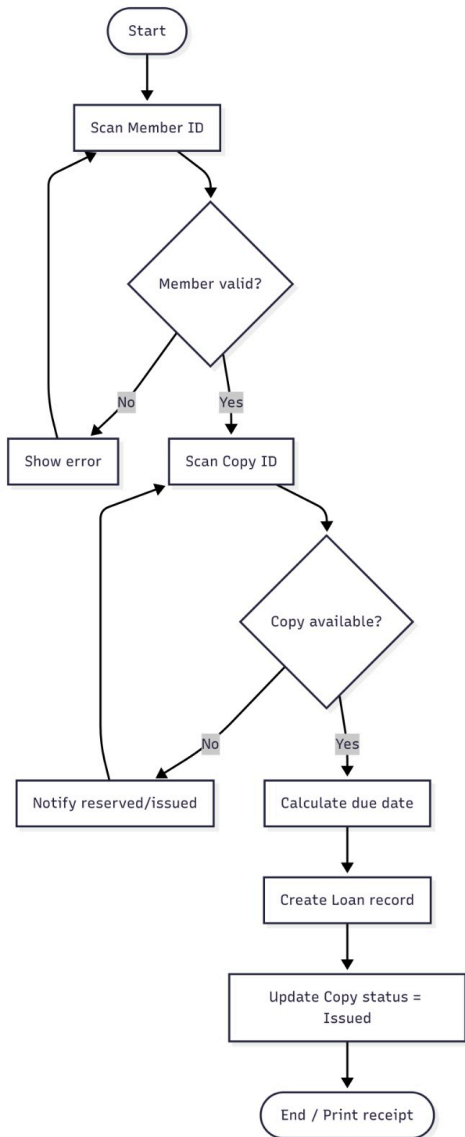 Start
Scan Member ID
Member valid?
No
Yes
Show error
Scan Copy ID
Copy available?
No
Yes
Notify reserved/issued
Calculate due date
Create Loan record
Update Copy status =
Issued
End / Print receipt